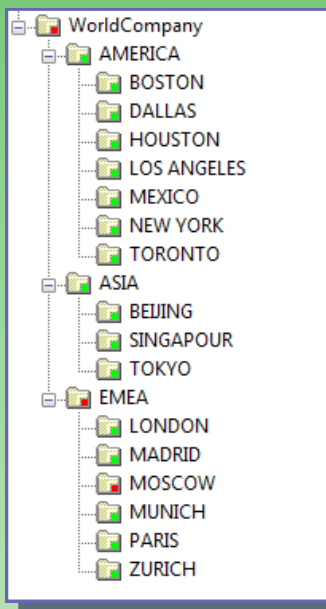 WorldCompany
AMERICA
BOSTON
DALLAS
HOUSTON
LOS ANGELES
MEXICO
NEW YORK
TORONTO
ASIA
BEIJING
SINGAPOUR
TOKYO
EMEA
LONDON
MADRID
MOSCOW
MUNICH
PARIS
ZURICH